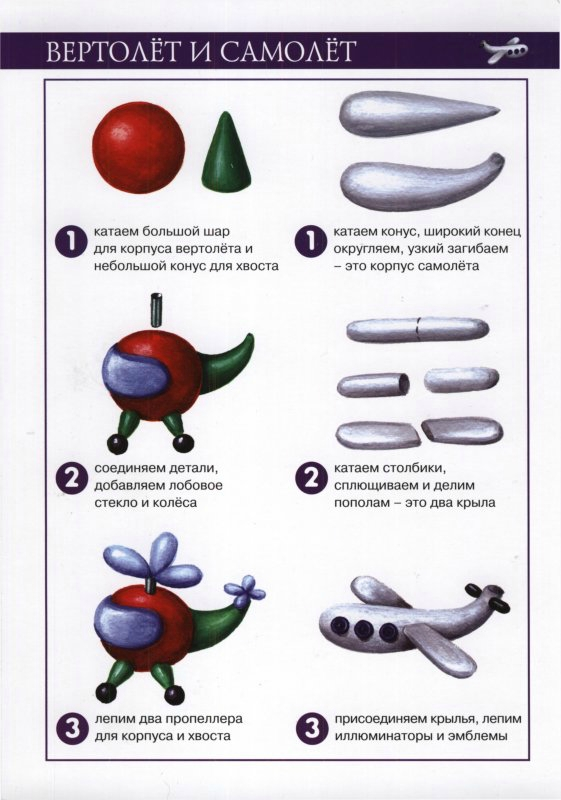 ВЕРТОЛЁТ И САМОЛЁТ
1
катаем большой шар
для корпуса вертолёта и
небольшой конус для хвоста
1
катаем конус, широкий конец
округляем, узкий загибаем
– это корпус самолёта
2
соединяем детали,
добавляем лобовое
стекло и колёса
2
катаем столбики,
сплющиваем и делим
пополам – это два крыла
3
лепим два пропеллера
для корпуса и хвоста
3
присоединяем крылья, лепим
иллюминаторы и эмблемы